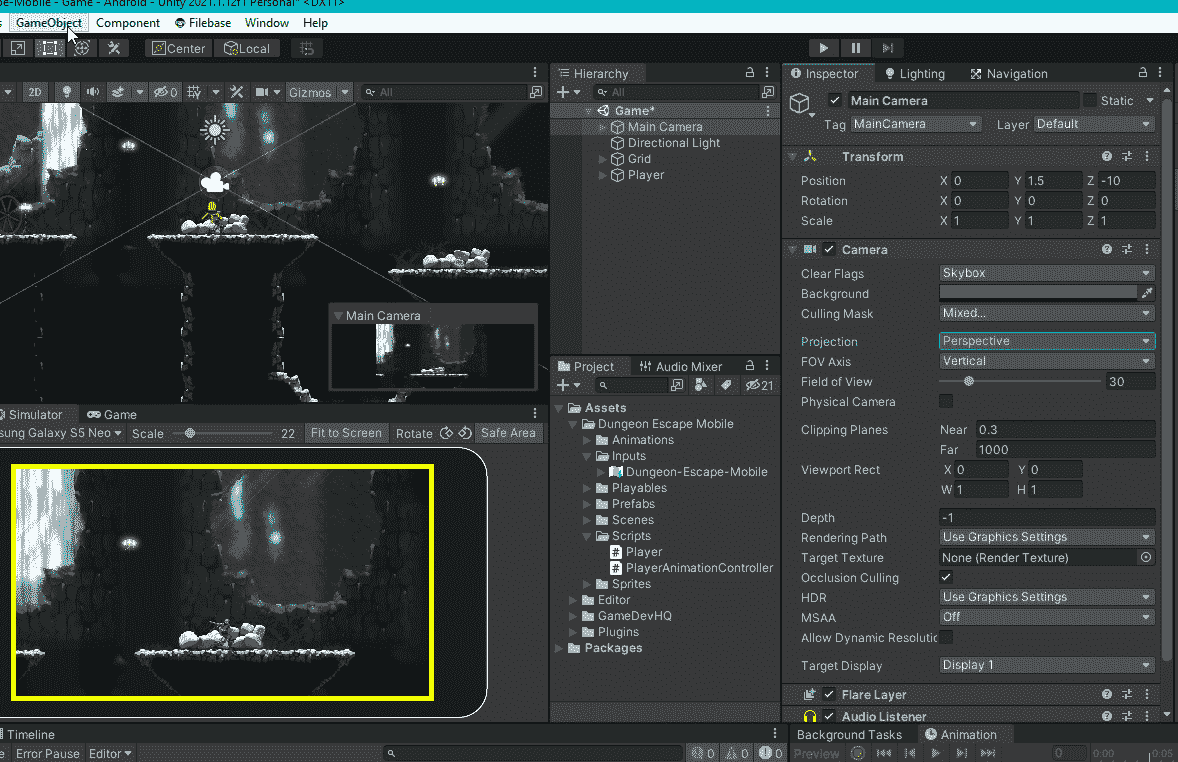 pe-Mobile - Game - Android - Unity 2021.1.12f1 Personal* <DX11>
s GameObject Component Filebase Window Help
Center Local
2D 0 Gizmos All
Main Camera
Simulator Game
sung Galaxy S5 Neo Scale 22 Fit to Screen Rotate Safe Area
Hierarchy
All
Game*
Main Camera
Directional Light
Grid
Player
Project Audio Mixer
21
Assets
Dungeon Escape Mobile
Animations
Inputs
Dungeon-Escape-Mobile
Playables
Prefabs
Scenes
Scripts
# Player
# PlayerAnimationController
Sprites
Editor
GameDevHQ
Plugins
Packages
Inspector Lighting Navigation
Main Camera Static
Tag MainCamera Layer Default
Transform
Position X 0 Y 1.5 Z -10
Rotation X 0 Y 0 Z 0
Scale X 1 Y 1 Z 1
Camera
Clear Flags Skybox
Background
Culling Mask Mixed...
Projection Perspective
FOV Axis Vertical
Field of View 30
Physical Camera
Clipping Planes Near 0.3
Far 1000
Viewport Rect X 0 Y 0
W 1 H 1
Depth -1
Rendering Path Use Graphics Settings
Target Texture None (Render Texture)
Occlusion Culling
HDR Use Graphics Settings
MSAA Off
Allow Dynamic Resolutic
Target Display Display 1
Flare Layer
Audio Listener
Timeline
e Error Pause Editor 0 0 0
Background Tasks Animation
Preview 0 0:00 0:05